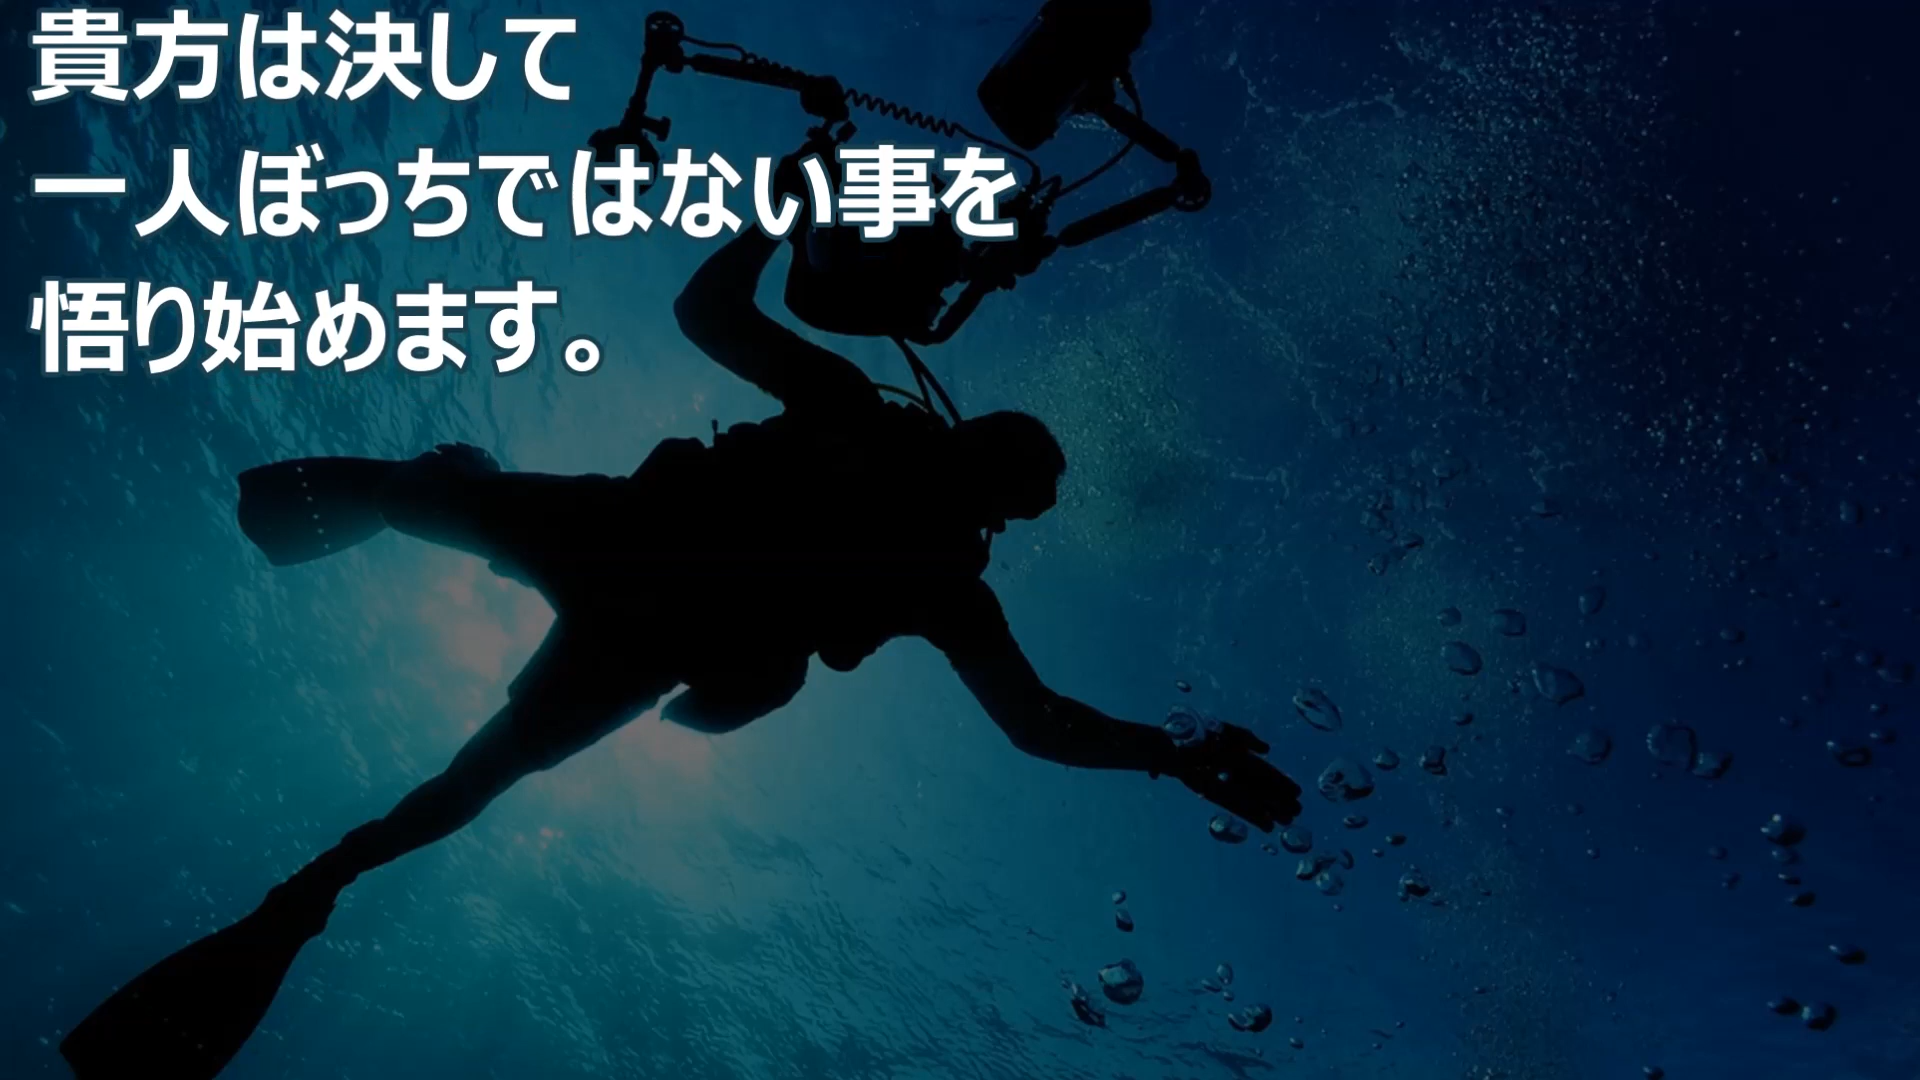 貴方は決して
一人ぼっちではない事を
悟り始めます。